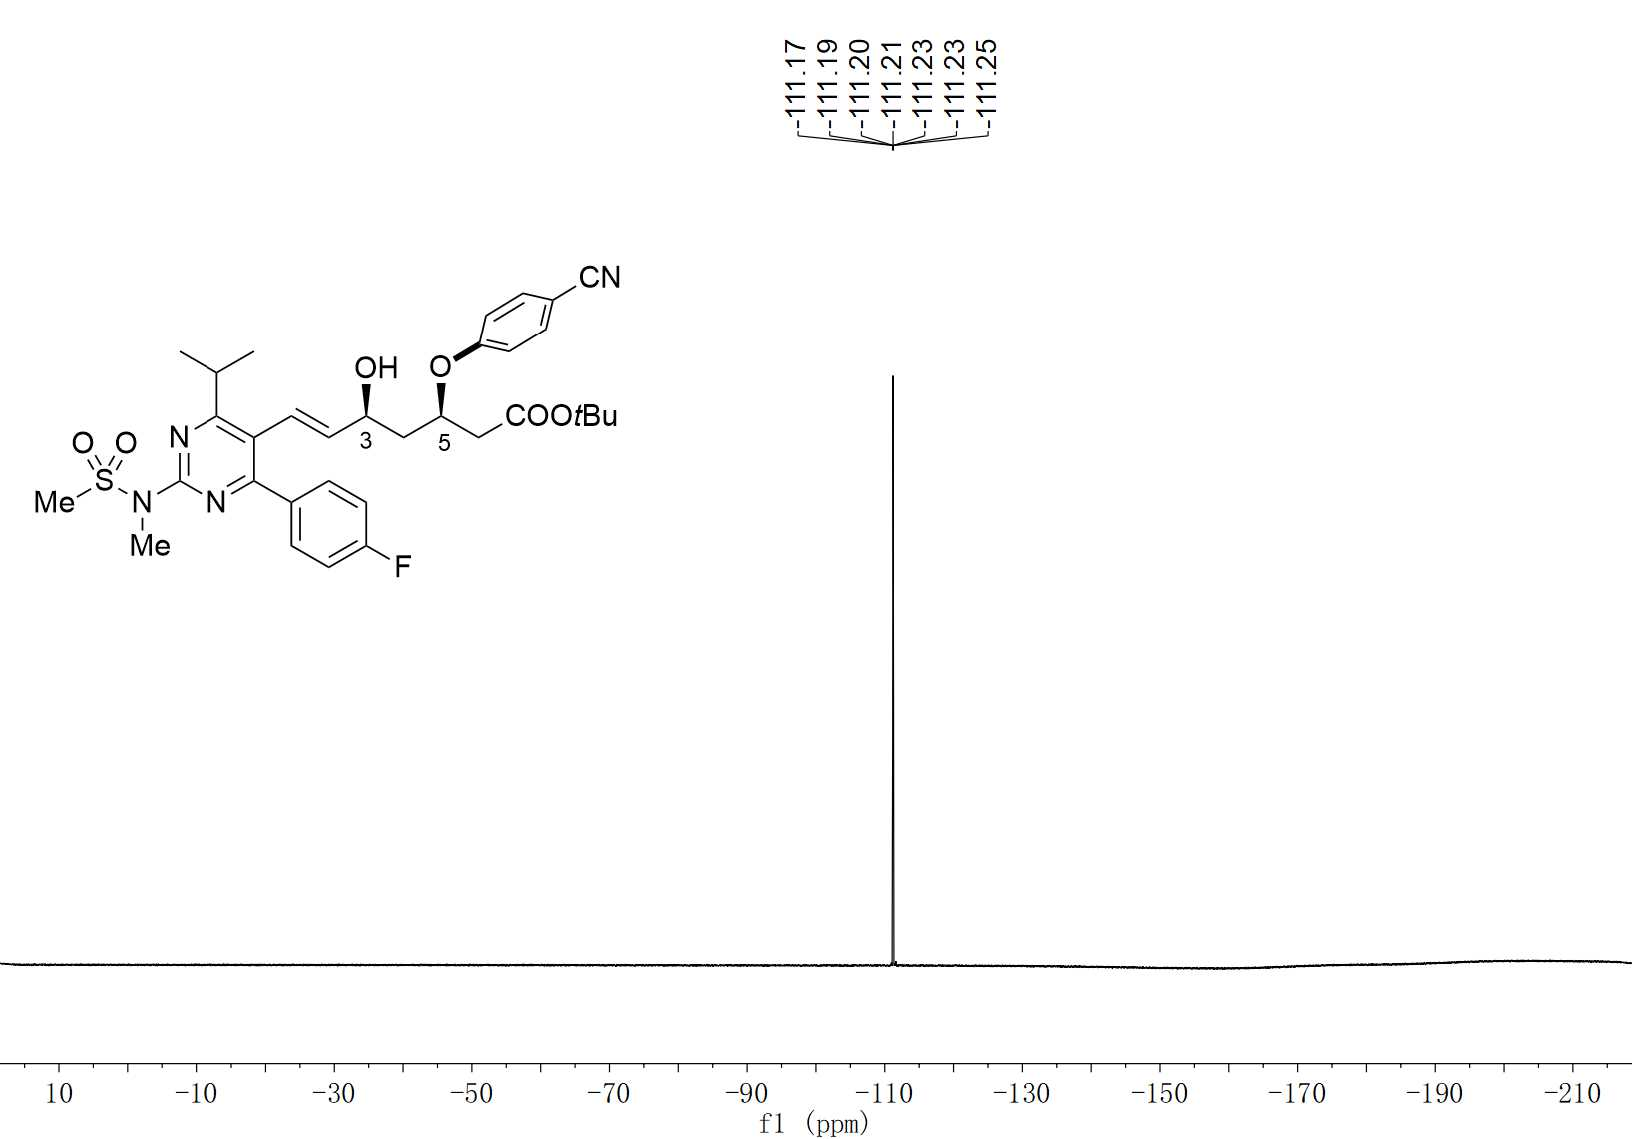 -111.17
-111.19
-111.20
-111.21
-111.23
-111.23
-111.25
CN
OH
O
COOtBu
3
5
N
O O
S
Me
N
N
Me
F
10 -10 -30 -50 -70 -90 -110 -130 -150 -170 -190 -210
f1 (ppm)